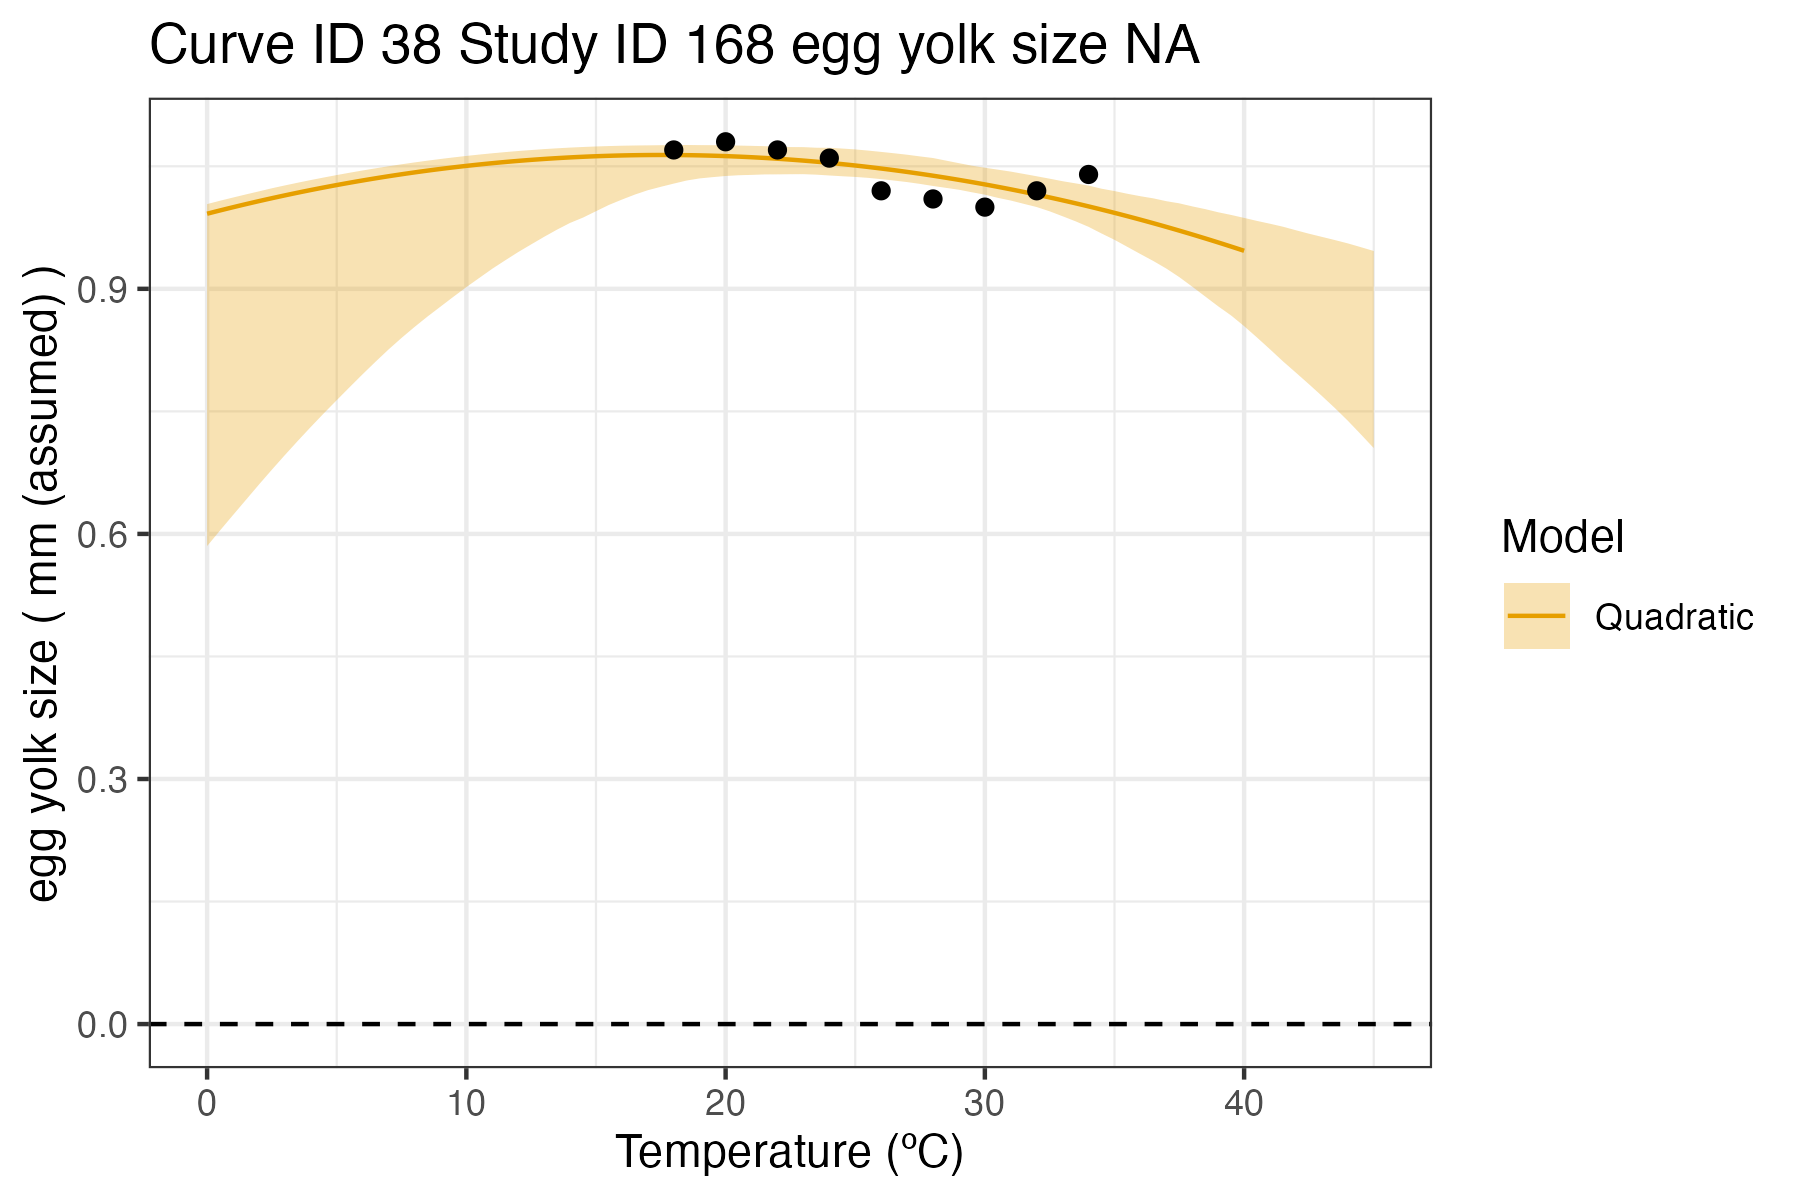 Curve ID 38 Study ID 168 egg yolk size NA
egg yolk size ( mm (assumed) )
0.9
0.6
0.3
0.0
0 10 20 30 40
Temperature (ºC)
Model
Quadratic